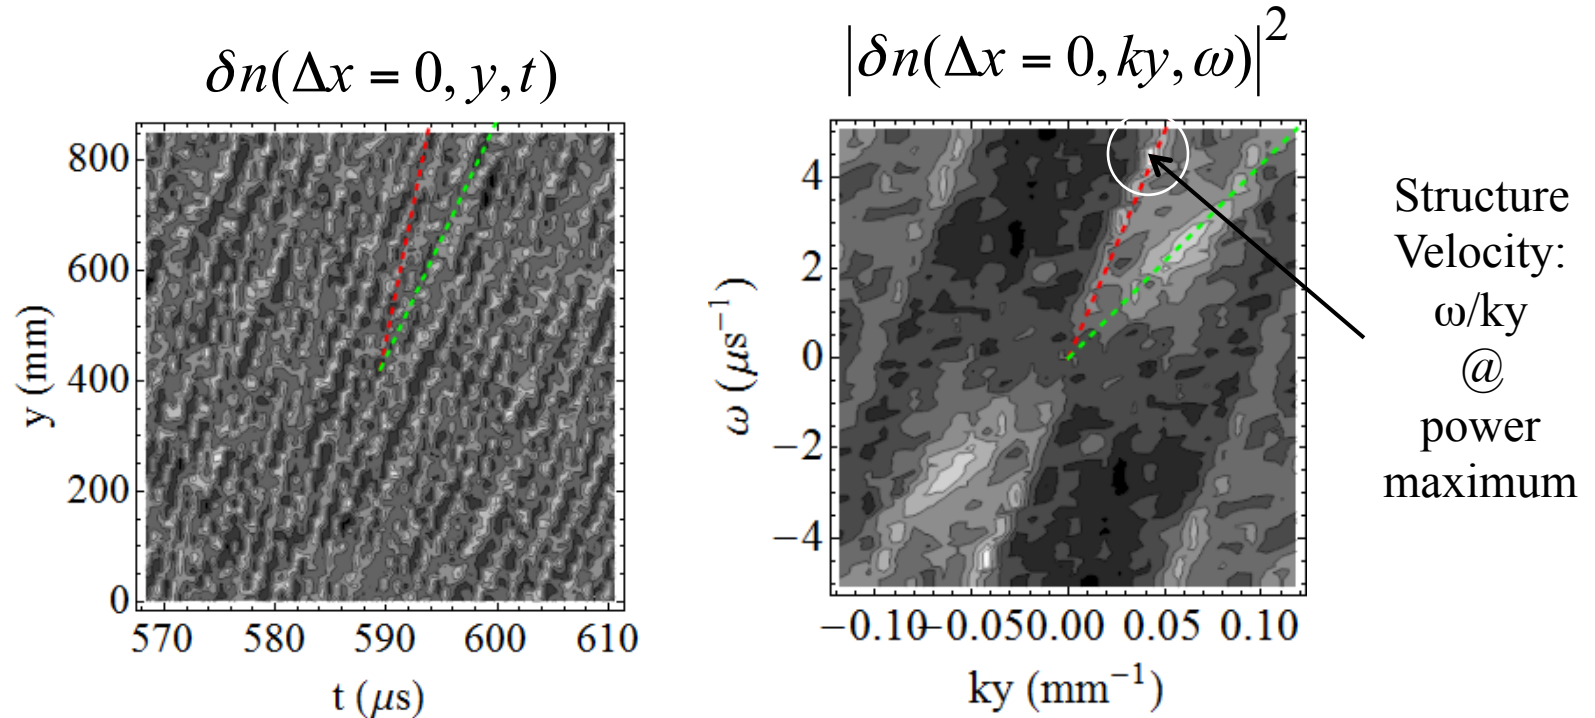 δn(Δx = 0, y, t)
|δn(Δx = 0, ky, ω)|²
800
600
400
200
0
y (mm)
570 580 590 600 610
t (μs)
4
2
0
−2
−4
ω (μs⁻¹)
−0.10 −0.05 0.00 0.05 0.10
ky (mm⁻¹)
Structure
Velocity:
ω/ky
@
power
maximum